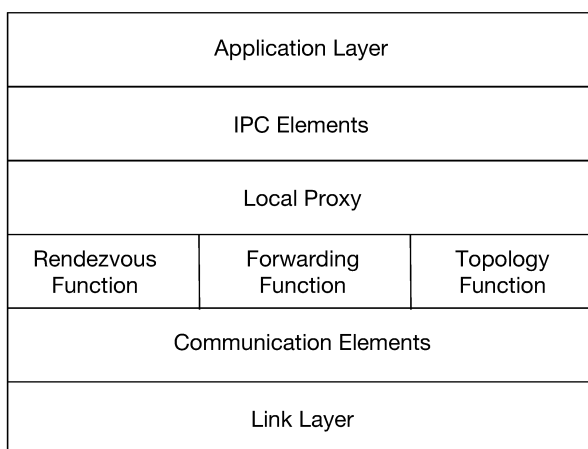 Application Layer
IPC Elements
Local Proxy
Rendezvous
Function
Forwarding
Function
Topology
Function
Communication Elements
Link Layer